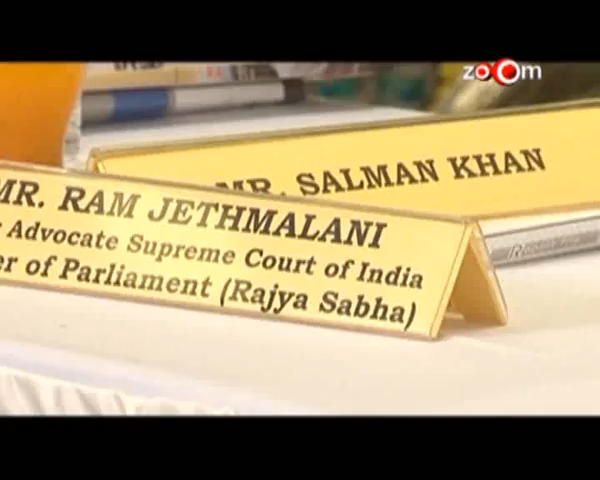 zoom
MR. SALMAN KHAN
MR. RAM JETHMALANI
Advocate Supreme Court of India
of Parliament (Rajya Sabha)